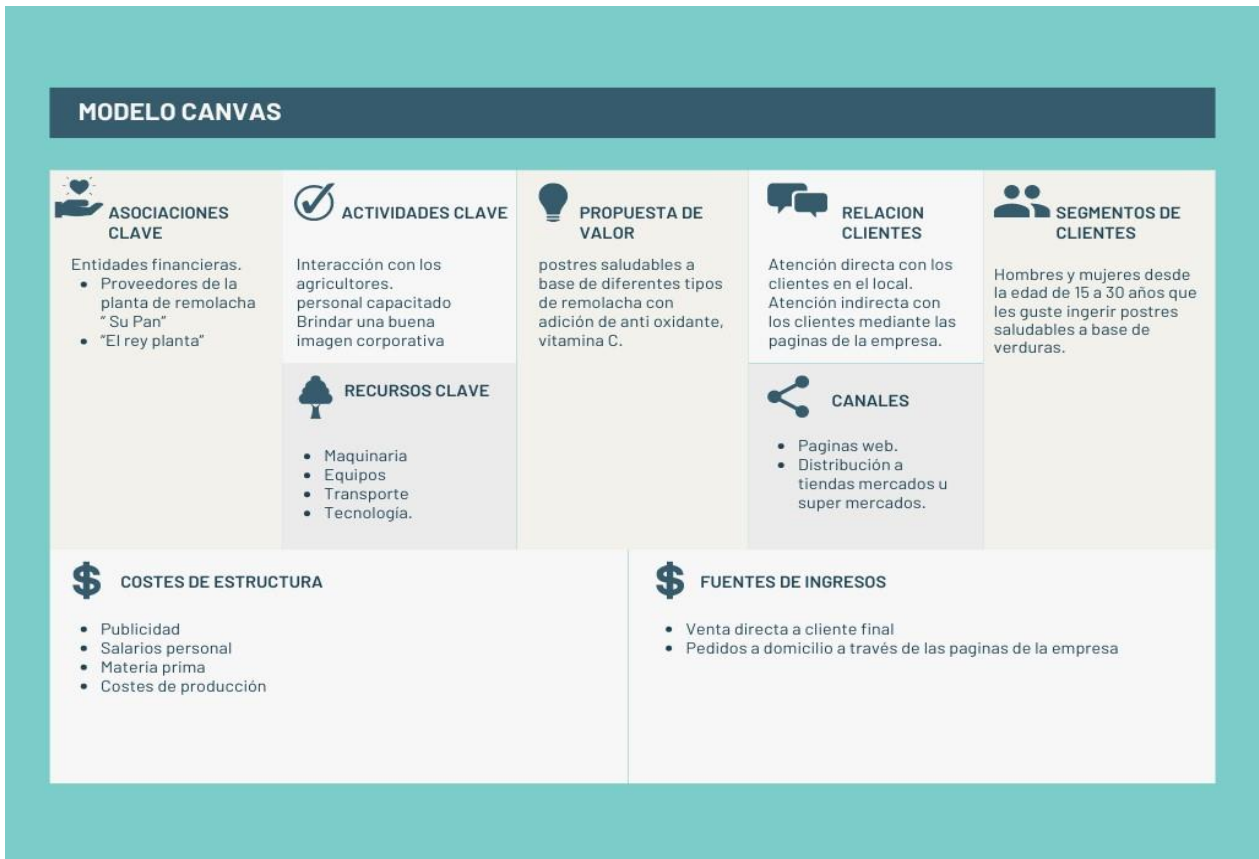 MODELO CANVAS
ASOCIACIONES
CLAVE
Entidades financieras.
• Proveedores de la
planta de remolacha
“ Su Pan”
• “El rey planta”
ACTIVIDADES CLAVE
Interacción con los
agricultores.
personal capacitado
Brindar una buena
imagen corporativa
RECURSOS CLAVE
• Maquinaria
• Equipos
• Transporte
• Tecnología.
PROPUESTA DE
VALOR
postres saludables a
base de diferentes tipos
de remolacha con
adición de anti oxidante,
vitamina C.
RELACION
CLIENTES
Atención directa con los
clientes en el local.
Atención indirecta con
los clientes mediante las
paginas de la empresa.
CANALES
• Paginas web.
• Distribución a
tiendas mercados u
super mercados.
SEGMENTOS DE
CLIENTES
Hombres y mujeres desde
la edad de 15 a 30 años que
les guste ingerir postres
saludables a base de
verduras.
COSTES DE ESTRUCTURA
• Publicidad
• Salarios personal
• Materia prima
• Costes de producción
FUENTES DE INGRESOS
• Venta directa a cliente final
• Pedidos a domicilio a través de las paginas de la empresa